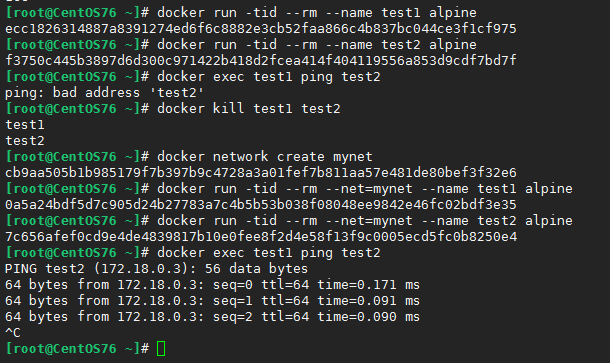 [root@CentOS76 ~]# docker run -tid --rm --name test1 alpine
ecc1826314887a8391274ed6f6c8882e3cb52faa866c4b837bc044ce3f1cf975
[root@CentOS76 ~]# docker run -tid --rm --name test2 alpine
f3750c445b3897d6d300c971422b418d2fcea414f404119556a853d9cdf7bd7f
[root@CentOS76 ~]# docker exec test1 ping test2
ping: bad address 'test2'
[root@CentOS76 ~]# docker kill test1 test2
test1
test2
[root@CentOS76 ~]# docker network create mynet
cb9aa505b1b985179f7b397b9c4728a3a01fef7b811aa57e481de80bef3f32e6
[root@CentOS76 ~]# docker run -tid --rm --net=mynet --name test1 alpine
0a5a24bdf5d7c905d24b27783a7c4b5b53b038f08048ee9842e46fc02bdf3e35
[root@CentOS76 ~]# docker run -tid --rm --net=mynet --name test2 alpine
7c656afef0cd9e4de4839817b10e0fee8f2d4e58f13f9c0005ecd5fc0b8250e4
[root@CentOS76 ~]# docker exec test1 ping test2
PING test2 (172.18.0.3): 56 data bytes
64 bytes from 172.18.0.3: seq=0 ttl=64 time=0.171 ms
64 bytes from 172.18.0.3: seq=1 ttl=64 time=0.091 ms
64 bytes from 172.18.0.3: seq=2 ttl=64 time=0.090 ms
^C
[root@CentOS76 ~]#